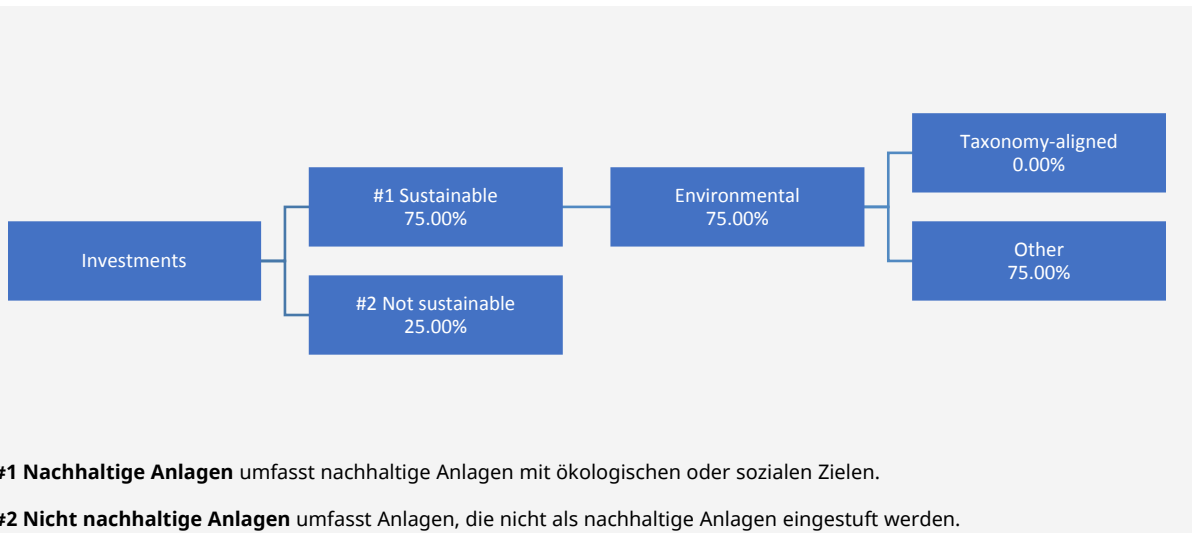 Taxonomy-aligned
0.00%
#1 Sustainable
75.00%
Environmental
75.00%
Investments
Other
75.00%
#2 Not sustainable
25.00%
#1 Nachhaltige Anlagen umfasst nachhaltige Anlagen mit ökologischen oder sozialen Zielen.
#2 Nicht nachhaltige Anlagen umfasst Anlagen, die nicht als nachhaltige Anlagen eingestuft werden.